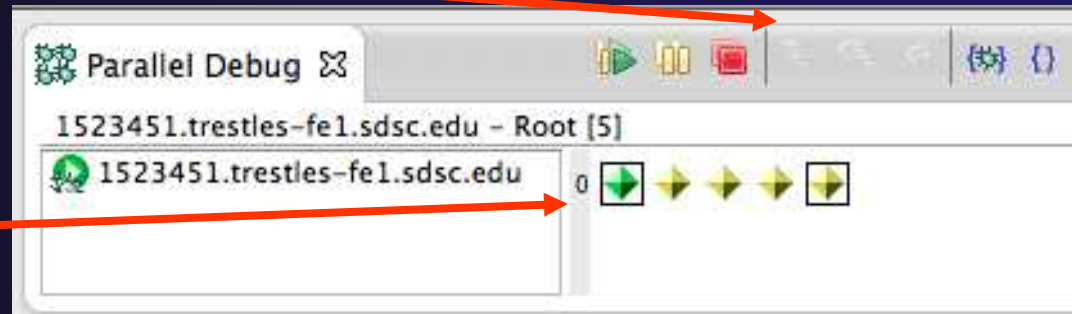 Parallel Debug
{} 
1523451.trestles-fe1.sdsc.edu - Root [5]
1523451.trestles-fe1.sdsc.edu
0